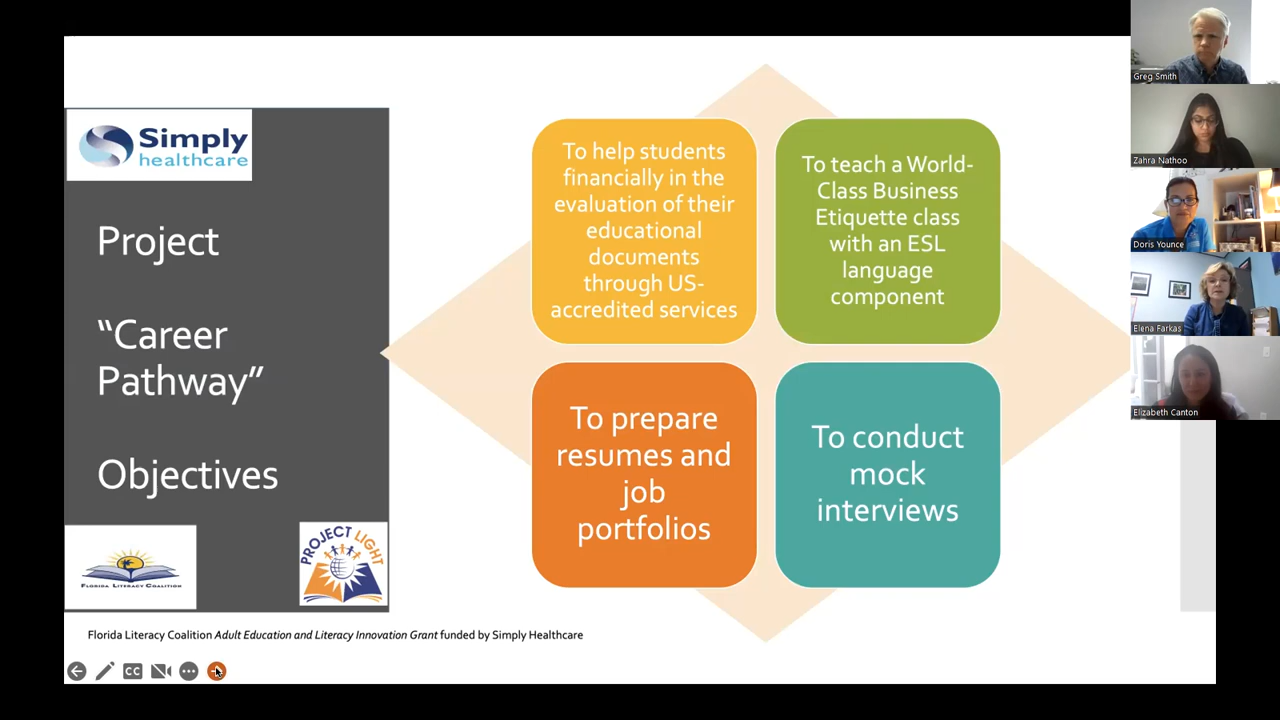 Simply
healthcare
Project
“Career
Pathway”
Objectives
FLORIDA LITERACY COALITION
PROJECT LIGHT
To help students
financially in the
evaluation of their
educational
documents
through US-
accredited services
To teach a World-
Class Business
Etiquette class
with an ESL
language
component
To prepare
resumes and
job
portfolios
To conduct
mock
interviews
Florida Literacy Coalition Adult Education and Literacy Innovation Grant funded by Simply Healthcare
CC
Greg Smith
Zahra Nathoo
Doris Younce
Elena Farkas
Elizabeth Canton